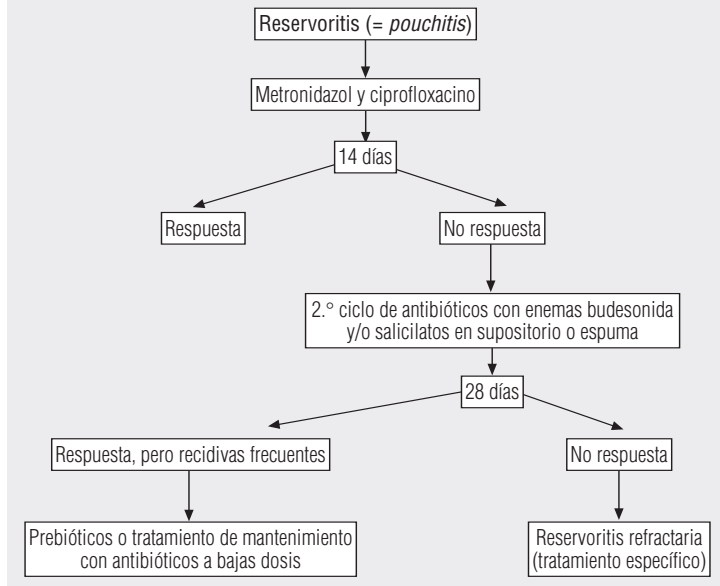 Reservoritis (= pouchitis)
Metronidazol y ciprofloxacino
14 días
Respuesta
No respuesta
2.° ciclo de antibióticos con enemas budesonida
y/o salicilatos en supositorio o espuma
28 días
Respuesta, pero recidivas frecuentes
No respuesta
Prebióticos o tratamiento de mantenimiento
con antibióticos a bajas dosis
Reservoritis refractaria
(tratamiento específico)